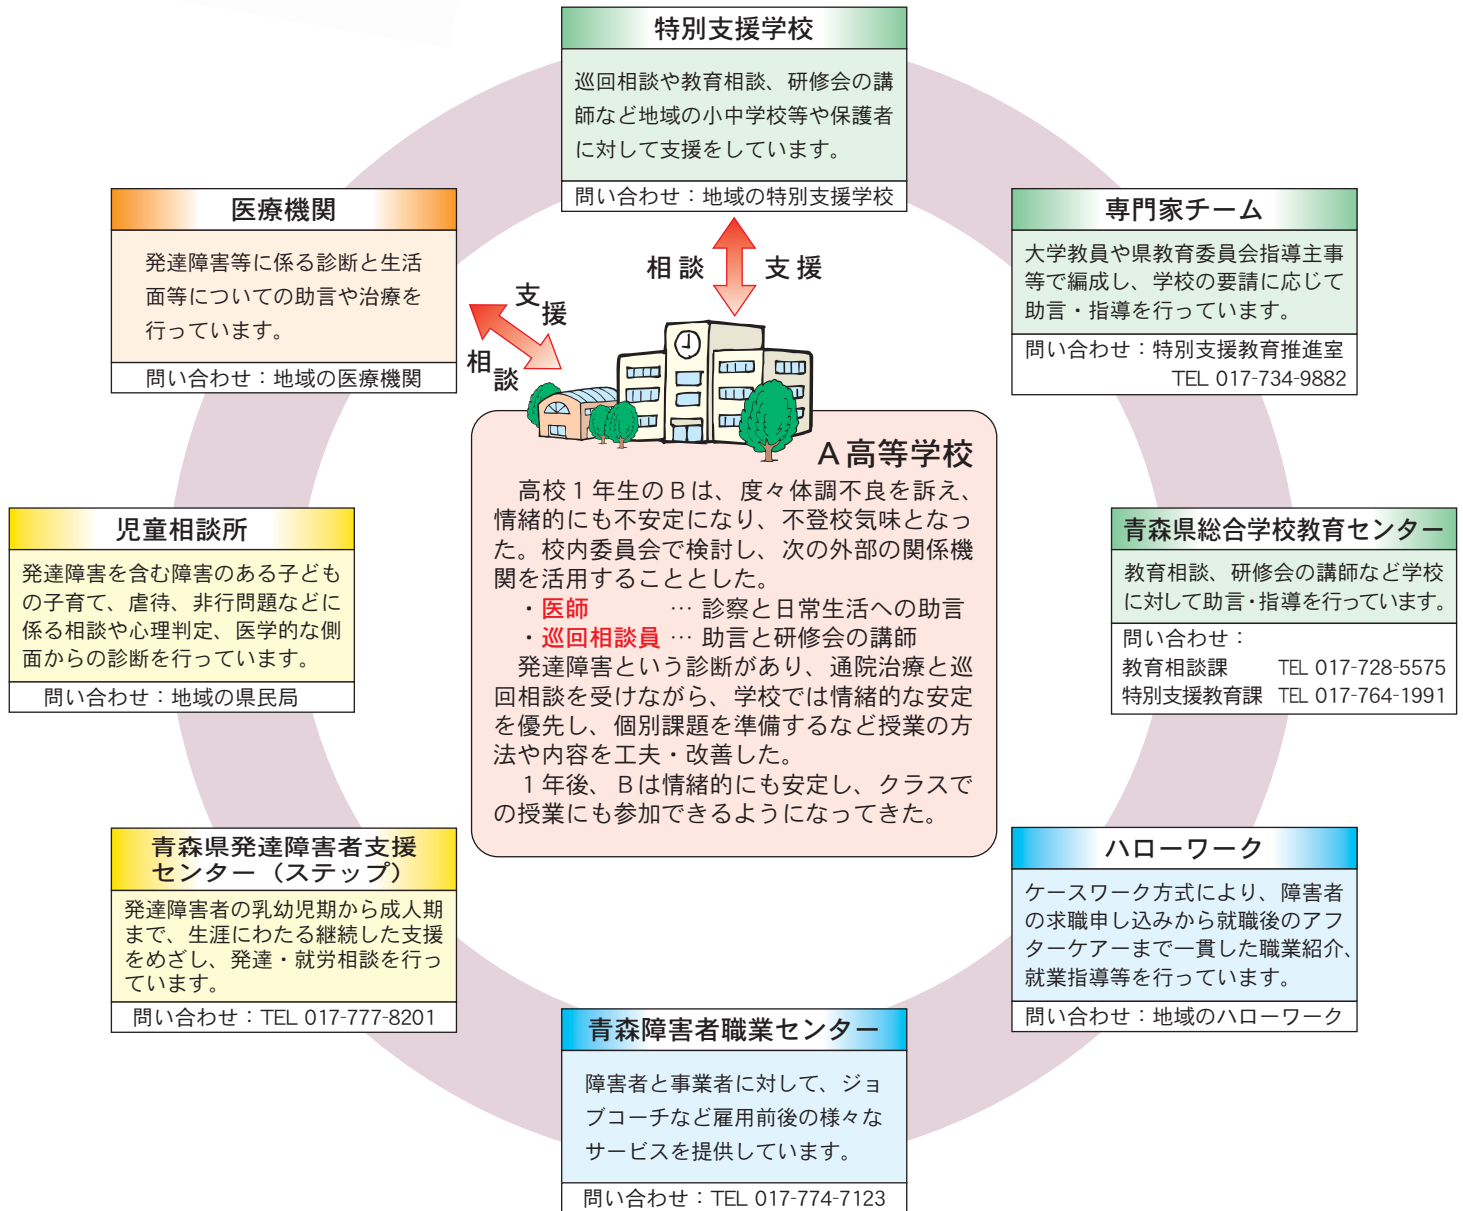 特別支援学校
巡回相談や教育相談、研修会の講
師など地域の小中学校等や保護者
に対して支援をしています。
問い合わせ：地域の特別支援学校
医療機関
発達障害等に係る診断と生活
面等についての助言や治療を
行っています。
問い合わせ：地域の医療機関
専門家チーム
大学教員や県教育委員会指導主事
等で編成し、学校の要請に応じて
助言・指導を行っています。
問い合わせ：特別支援教育推進室
TEL 017-734-9882
相談 支援
支援
相談
A高等学校
高校1年生のBは、度々体調不良を訴え、
情緒的にも不安定になり、不登校気味となっ
た。校内委員会で検討し、次の外部の関係機
関を活用することとした。
・医師 … 診察と日常生活への助言
・巡回相談員 … 助言と研修会の講師
発達障害という診断があり、通院治療と巡
回相談を受けながら、学校では情緒的な安定
を優先し、個別課題を準備するなど授業の方
法や内容を工夫・改善した。
1年後、Bは情緒的にも安定し、クラスで
の授業にも参加できるようになってきた。
児童相談所
発達障害を含む障害のある子ども
の子育て、虐待、非行問題などに
係る相談や心理判定、医学的な側
面からの診断を行っています。
問い合わせ：地域の県民局
青森県総合学校教育センター
教育相談、研修会の講師など学校
に対して助言・指導を行っています。
問い合わせ：
教育相談課 TEL 017-728-5575
特別支援教育課 TEL 017-764-1991
青森県発達障害者支援
センター（ステップ）
発達障害者の乳幼児期から成人期
まで、生涯にわたる継続した支援
をめざし、発達・就労相談を行っ
ています。
問い合わせ：TEL 017-777-8201
ハローワーク
ケースワーク方式により、障害者
の求職申し込みから就職後のアフ
ターケアーまで一貫した職業紹介、
就業指導等を行っています。
問い合わせ：地域のハローワーク
青森障害者職業センター
障害者と事業者に対して、ジョ
ブコーチなど雇用前後の様々な
サービスを提供しています。
問い合わせ：TEL 017-774-7123